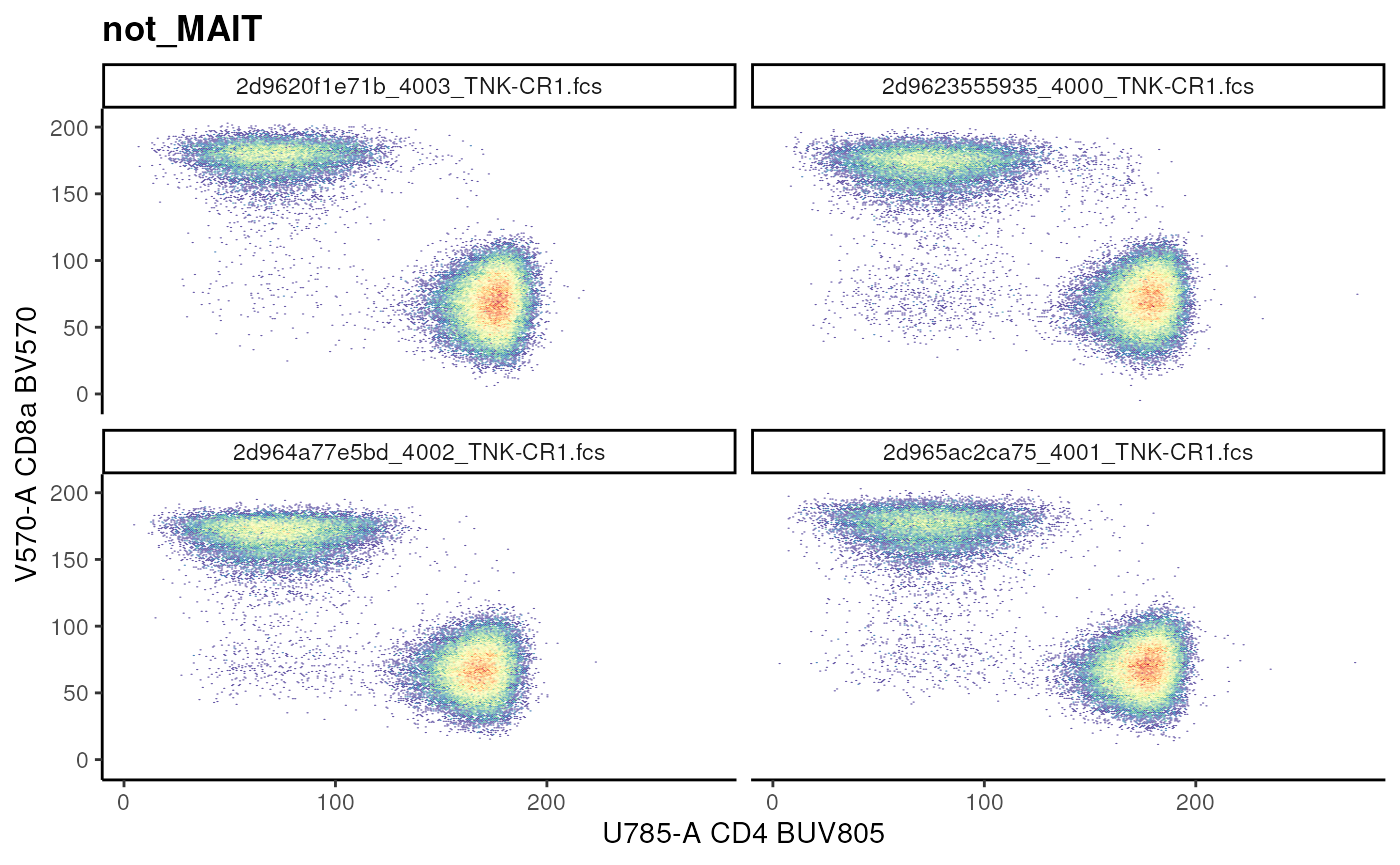 not_MAIT
2d9620f1e71b_4003_TNK-CR1.fcs
2d9623555935_4000_TNK-CR1.fcs
200
150
100
50
0
V570-A CD8a BV570
2d964a77e5bd_4002_TNK-CR1.fcs
2d965ac2ca75_4001_TNK-CR1.fcs
200
150
100
50
0
0
100
200
0
100
200
U785-A CD4 BUV805